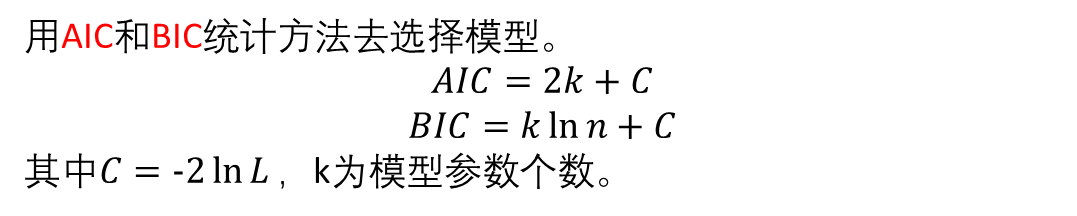 用AIC和BIC统计方法去选择模型。
AIC = 2k + C
BIC = k ln n + C
其中C = -2 ln L，k为模型参数个数。